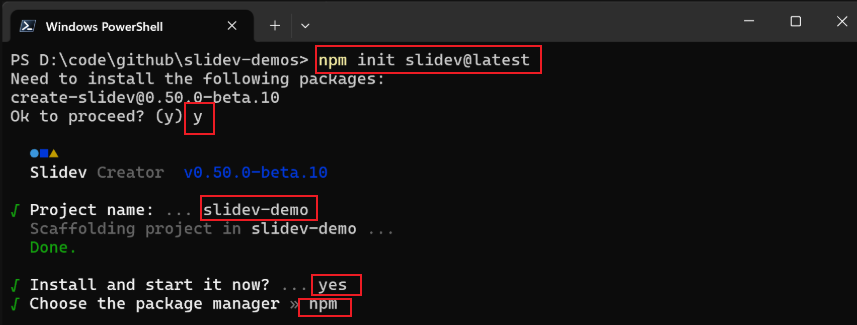 Windows PowerShell
PS D:\code\github\slidev-demos> npm init slidev@latest
Need to install the following packages:
create-slidev@0.50.0-beta.10
Ok to proceed? (y) y
Slidev Creator  v0.50.0-beta.10
√ Project name: ... slidev-demo
Scaffolding project in slidev-demo ...
Done.
√ Install and start it now? ... yes
√ Choose the package manager » npm